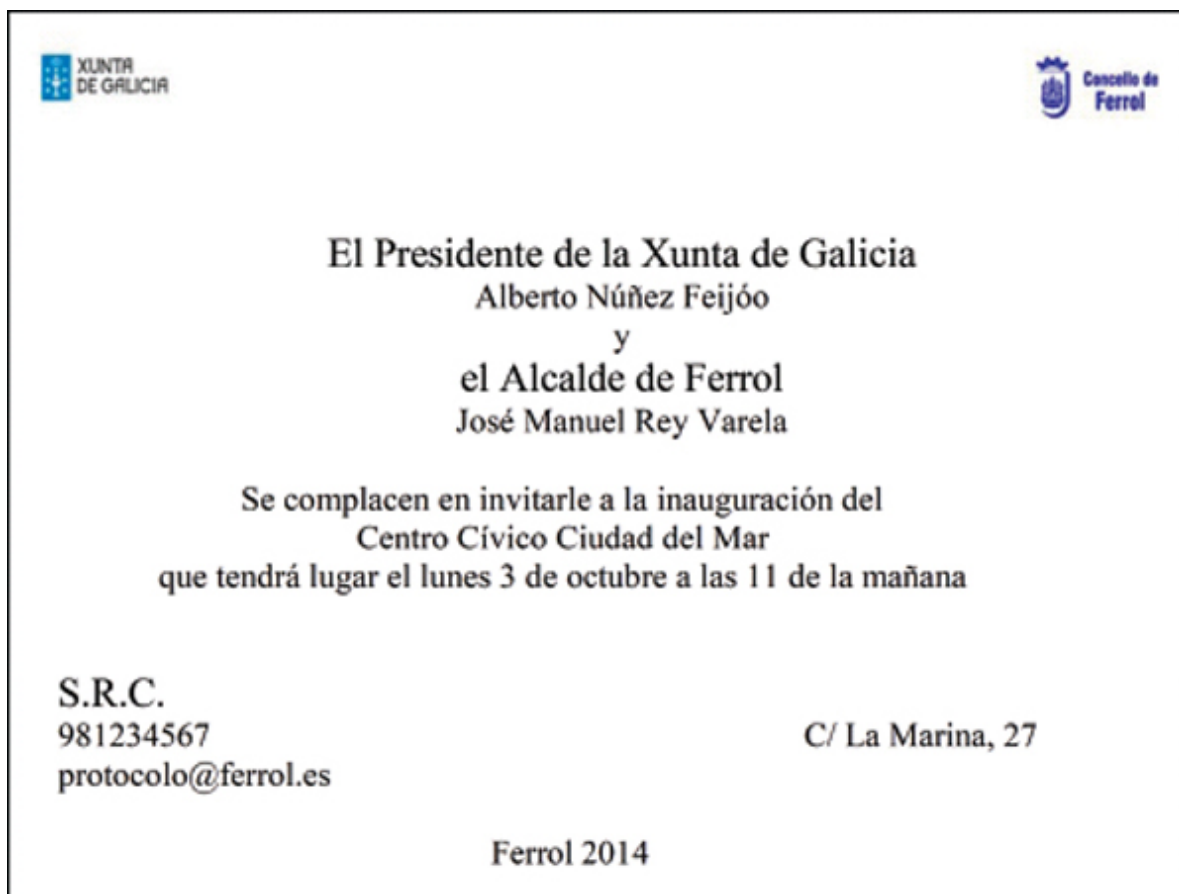 XUNTA
DE GALICIA
Concello de
Ferrol
El Presidente de la Xunta de Galicia
Alberto Núñez Feijóo
y
el Alcalde de Ferrol
José Manuel Rey Varela
Se complacen en invitarle a la inauguración del
Centro Cívico Ciudad del Mar
que tendrá lugar el lunes 3 de octubre a las 11 de la mañana
S.R.C.
981234567
protocolo@ferrol.es
C/ La Marina, 27
Ferrol 2014